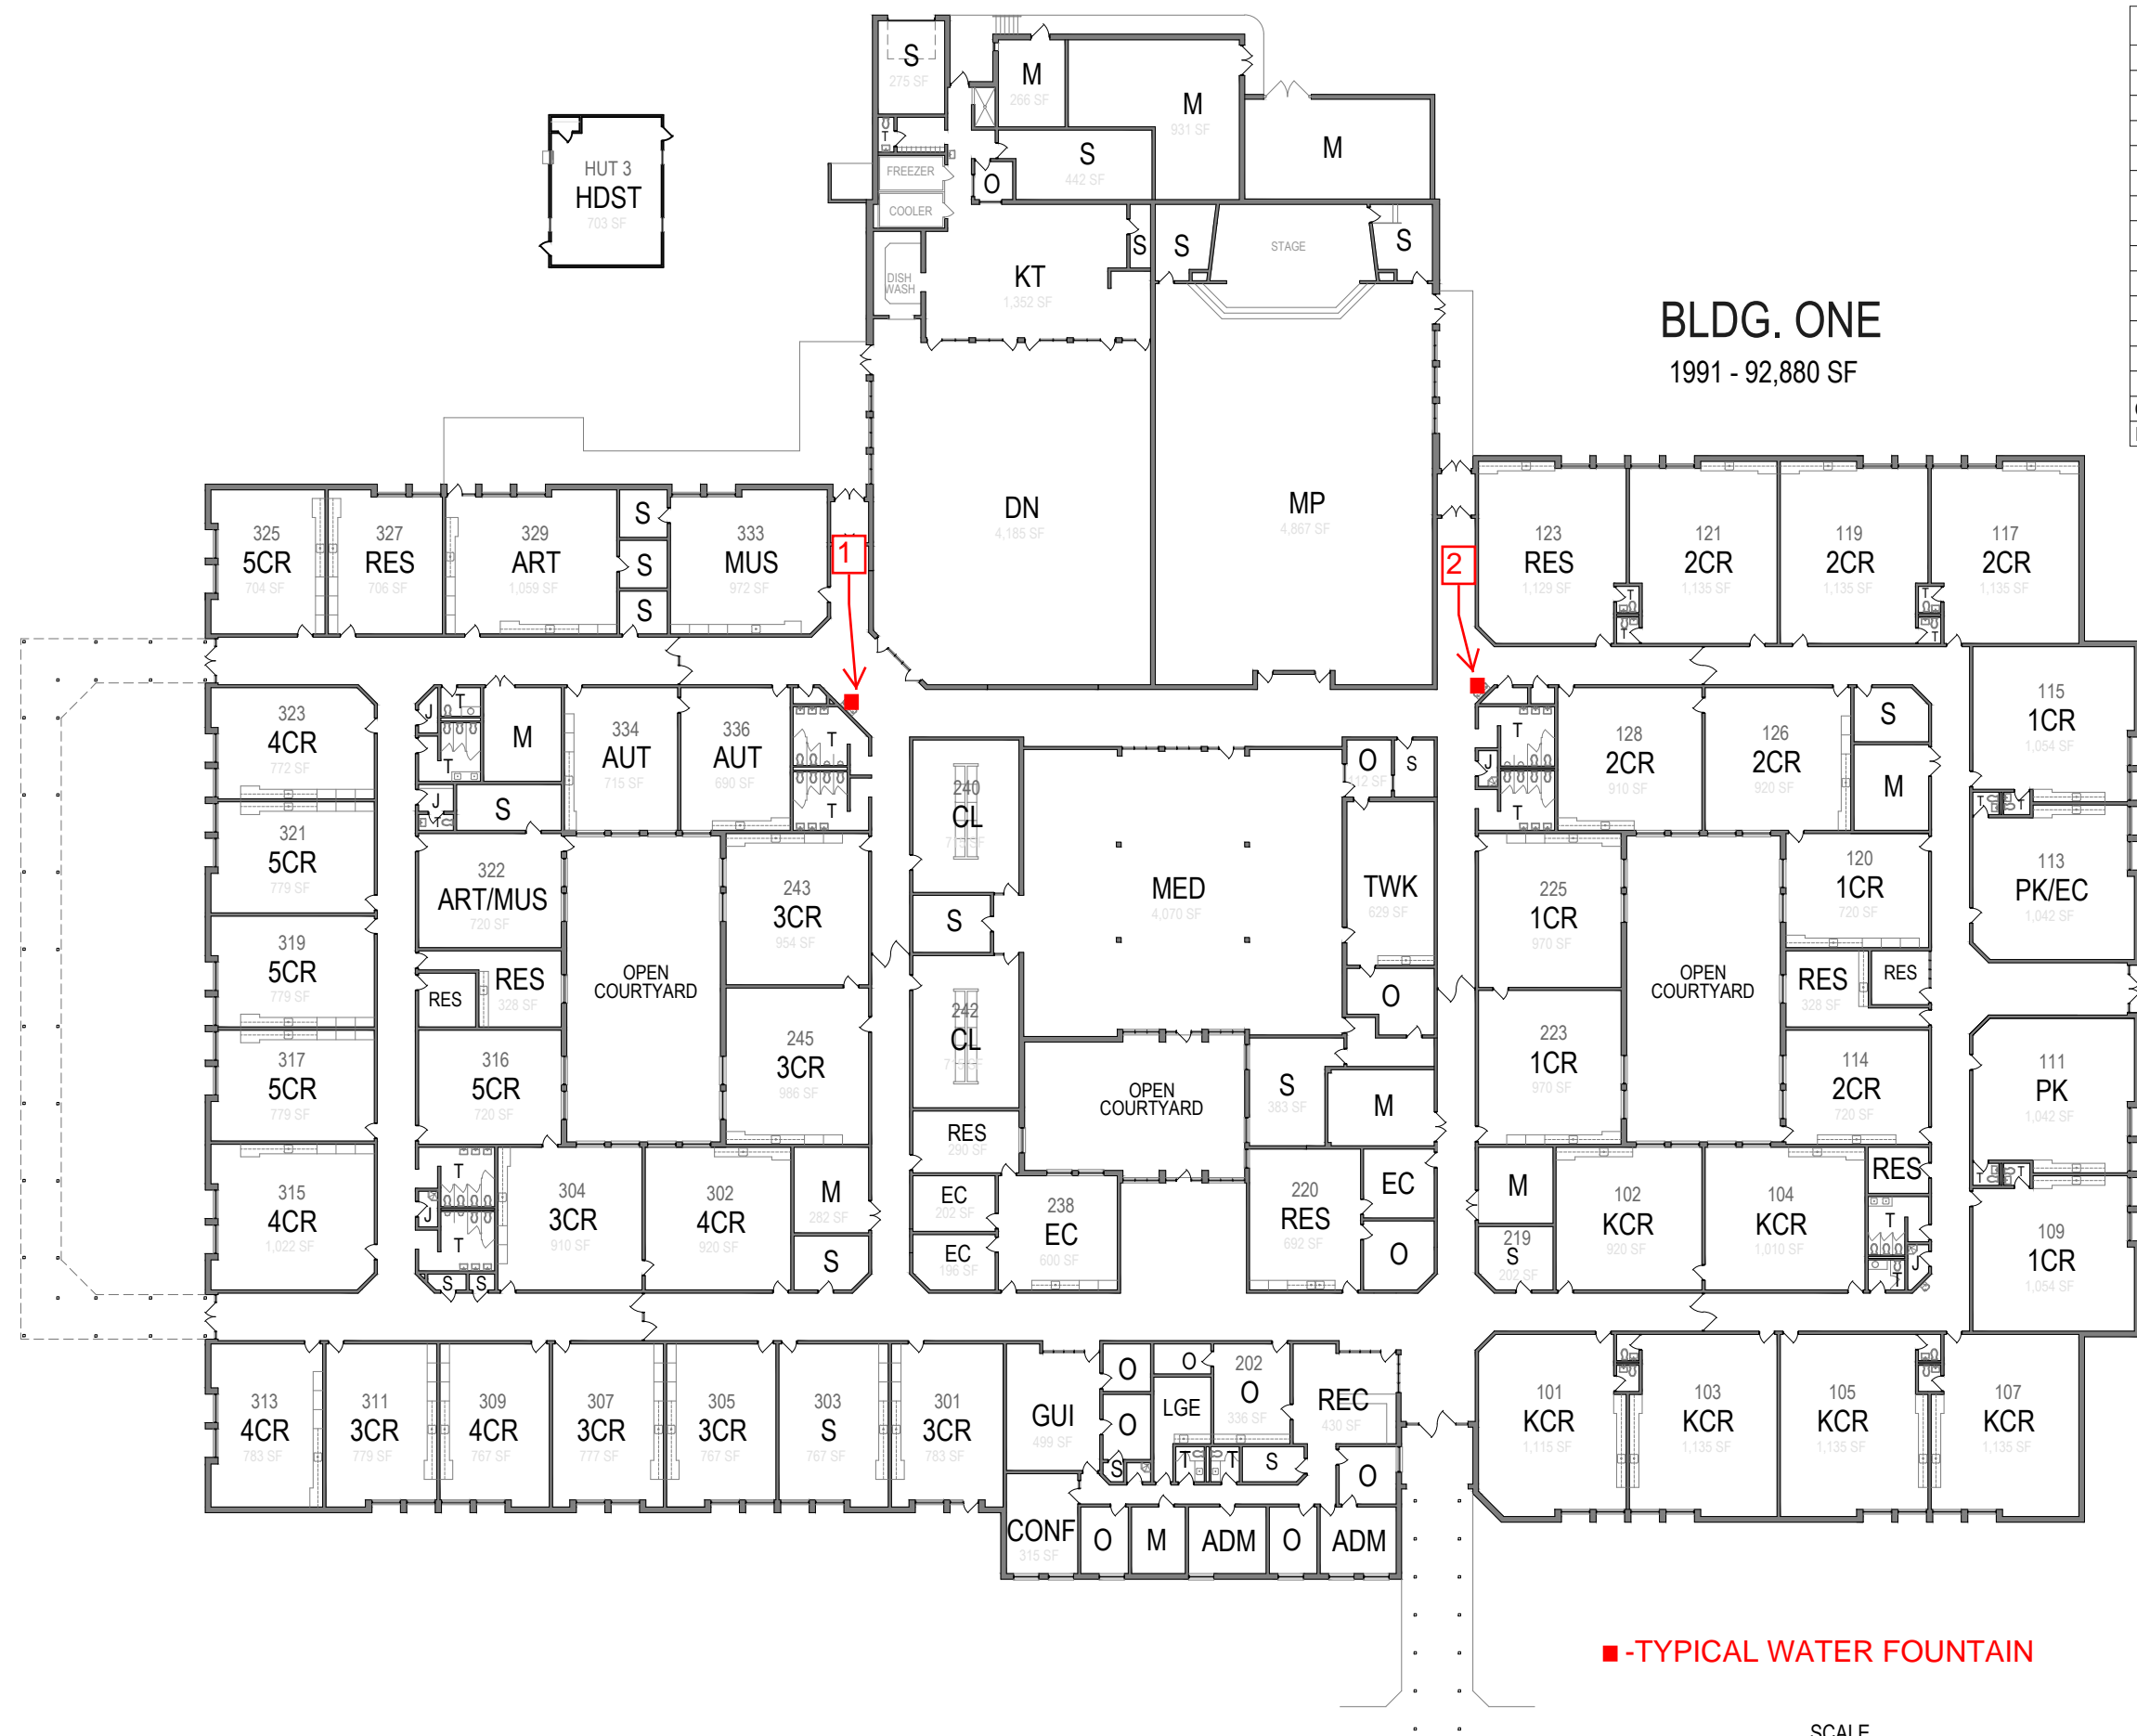 S
275 SF
M
266 SF
M
931 SF
M
T
S
442 SF
O
FREEZER
COOLER
HUT 3
HDST
703 SF
DISH
WASH
KT
1,352 SF
S
S
STAGE
S
BLDG. ONE
1991 - 92,880 SF
DN
4,185 SF
MP
4,867 SF
325
5CR
704 SF
327
RES
706 SF
329
ART
1,059 SF
S
S
S
333
MUS
972 SF
1
2
123
RES
1,129 SF
121
2CR
1,135 SF
119
2CR
1,135 SF
117
2CR
1,135 SF
T
T
T
T
323
4CR
772 SF
J
T
T
M
J
T
S
334
AUT
715 SF
336
AUT
690 SF
T
T
240
CL
O
112 SF
S
J
T
T
128
2CR
910 SF
126
2CR
920 SF
S
M
115
1CR
1,054 SF
T
T
321
5CR
779 SF
322
ART/MUS
720 SF
243
3CR
954 SF
S
MED
4,070 SF
TWK
629 SF
225
1CR
970 SF
120
1CR
720 SF
113
PK/EC
1,042 SF
319
5CR
779 SF
RES
RES
328 SF
OPEN
COURTYARD
242
CL
O
OPEN
COURTYARD
RES
328 SF
RES
317
5CR
779 SF
316
5CR
720 SF
245
3CR
986 SF
OPEN
COURTYARD
S
383 SF
M
223
1CR
970 SF
114
2CR
720 SF
111
PK
1,042 SF
T
T
315
4CR
1,022 SF
T
J
T
S
S
304
3CR
910 SF
302
4CR
920 SF
M
282 SF
S
RES
290 SF
EC
202 SF
EC
196 SF
238
EC
600 SF
220
RES
692 SF
EC
O
M
219
S
202 SF
102
KCR
920 SF
104
KCR
1,010 SF
RES
T
T
J
109
1CR
1,054 SF
313
4CR
783 SF
311
3CR
779 SF
309
4CR
767 SF
307
3CR
777 SF
305
3CR
767 SF
303
S
767 SF
301
3CR
783 SF
GUI
499 SF
O
O
S
O
LGE
T
T
202
O
336 SF
S
REC
430 SF
O
101
KCR
1,115 SF
103
KCR
1,135 SF
105
KCR
1,135 SF
107
KCR
1,135 SF
CONF
315 SF
O
M
ADM
O
ADM
-TYPICAL WATER FOUNTAIN
SCALE